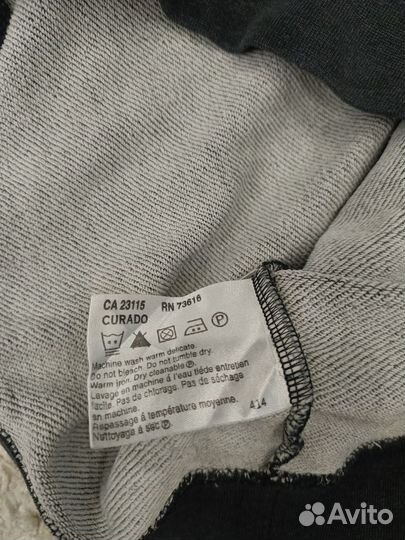 CA 23115 RN 73616
CURADO
Machine wash warm delicate.
Do not bleach. Do not tumble dry.
Warm iron. Dry cleanable Ⓟ.
Lavage en machine á l'eau tiéde entretien
facile. Pas de chlorage. Pas de séchage
en machine.
Repassage á température moyenne.
Nettoyage à sec Ⓟ.
414
Avito